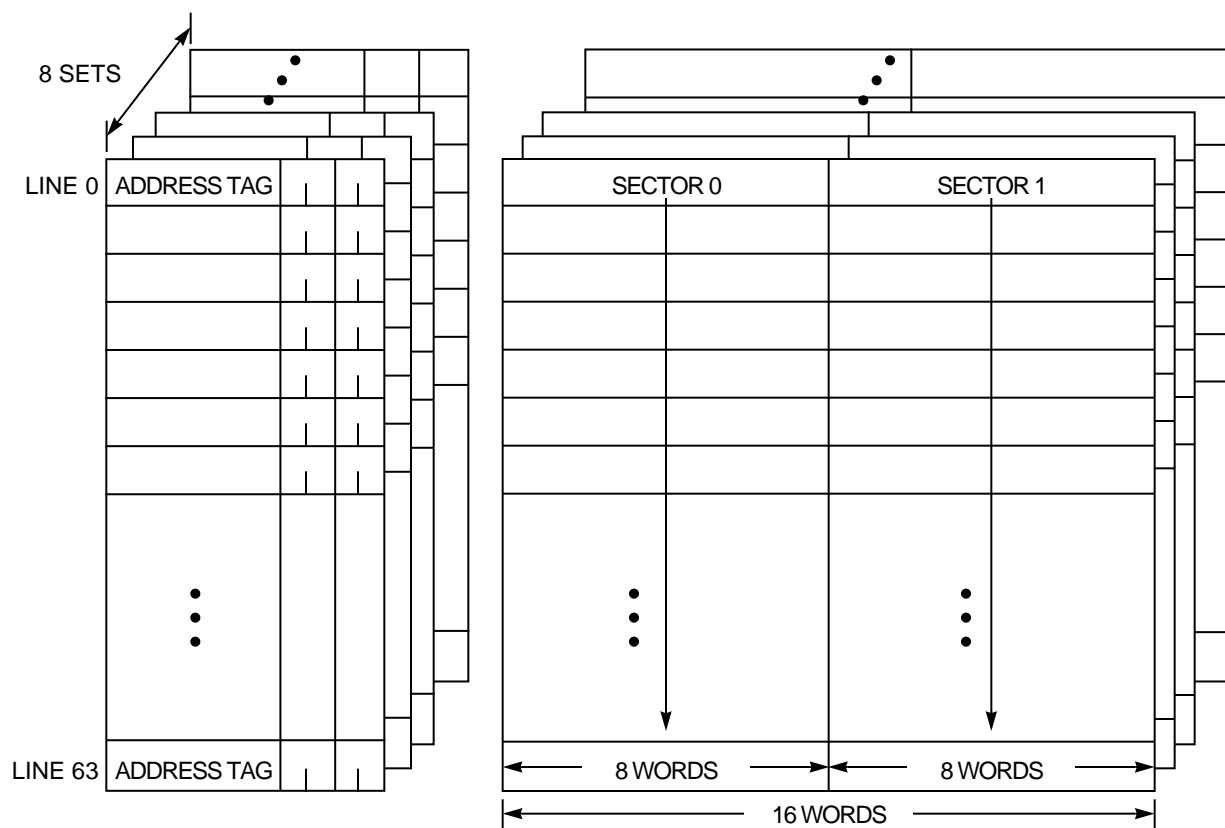 8 SETS
LINE 0 ADDRESS TAG SECTOR 0 SECTOR 1
LINE 63 ADDRESS TAG 8 WORDS 8 WORDS
16 WORDS